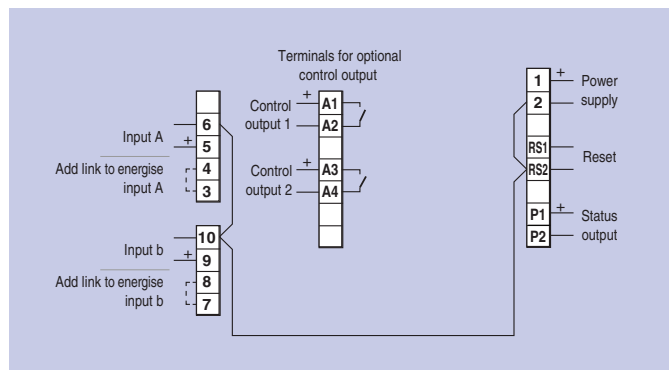 Terminals for optional
control output
6
Input A
+
5
Add link to energise
input A
4
3
10
Input b
+
9
Add link to energise
input b
8
7
Control
output 1
+
A1
A2
Control
output 2
+
A3
A4
1
+
Power
supply
2
RS1
Reset
RS2
P1
+
Status
output
P2